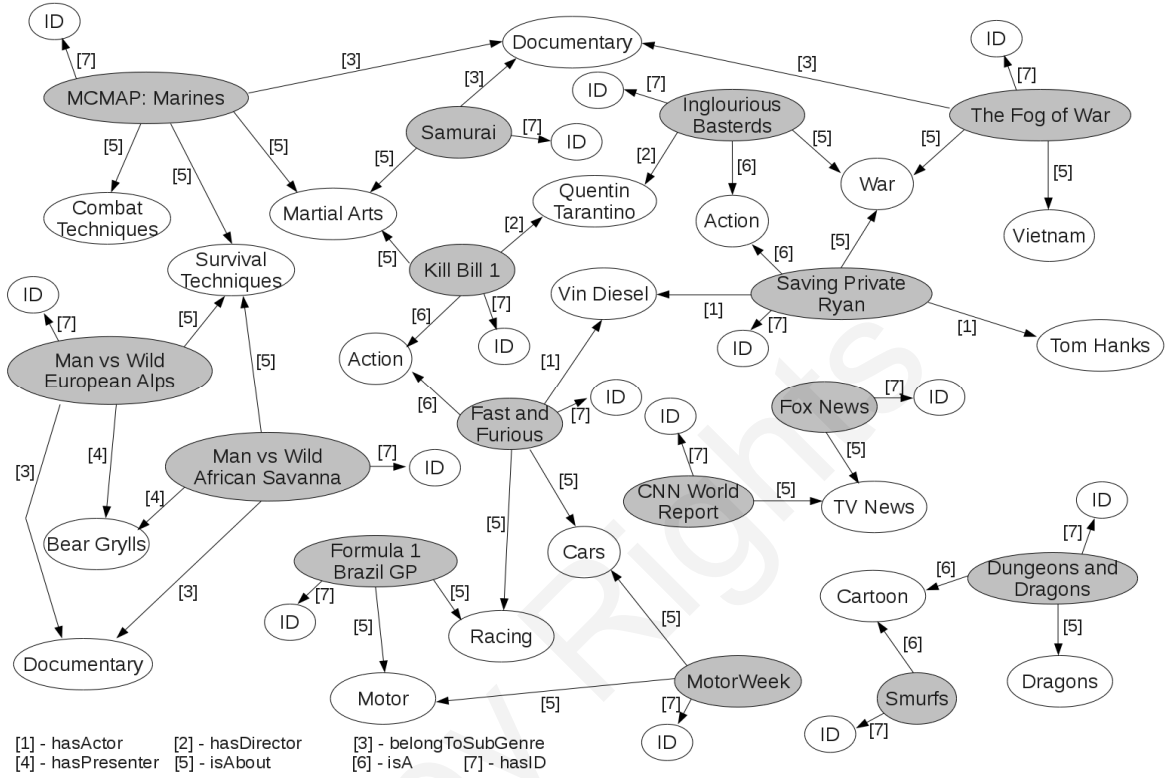 ID
Documentary
ID
[7]
[3]
[3]
[7]
MCMAP: Marines
[3]
ID
[7]
Inglourious
Basterds
The Fog of War
Samurai
[7]
ID
[5]
[5]
[5]
[5]
[2]
[6]
[5]
[5]
[5]
Combat
Techniques
Martial Arts
Quentin
Tarantino
War
Action
Vietnam
[2]
[5]
[5]
[6]
Survival
Techniques
Kill Bill 1
Vin Diesel
Saving Private
Ryan
ID
[7]
[5]
[6]
[7]
[1]
[7]
[1]
ID
ID
Tom Hanks
Man vs Wild
European Alps
[5]
Action
[1]
[6]
Fast and
Furious
[7]
ID
ID
Fox News
[7]
ID
[3]
[4]
Man vs Wild
African Savanna
[7]
ID
[7]
[5]
[4]
[5]
[5]
CNN World
Report
[5]
TV News
ID
Bear Grylls
Formula 1
Brazil GP
Cars
[7]
[6]
Dungeons and
Dragons
[3]
[7]
[5]
Cartoon
ID
[5]
Racing
[5]
[6]
[5]
Documentary
Motor
[5]
MotorWeek
[7]
Smurfs
Dragons
ID
ID
[7]
[1] - hasActor [2] - hasDirector [3] - belongToSubGenre
[4] - hasPresenter [5] - isAbout [6] - isA [7] - hasID